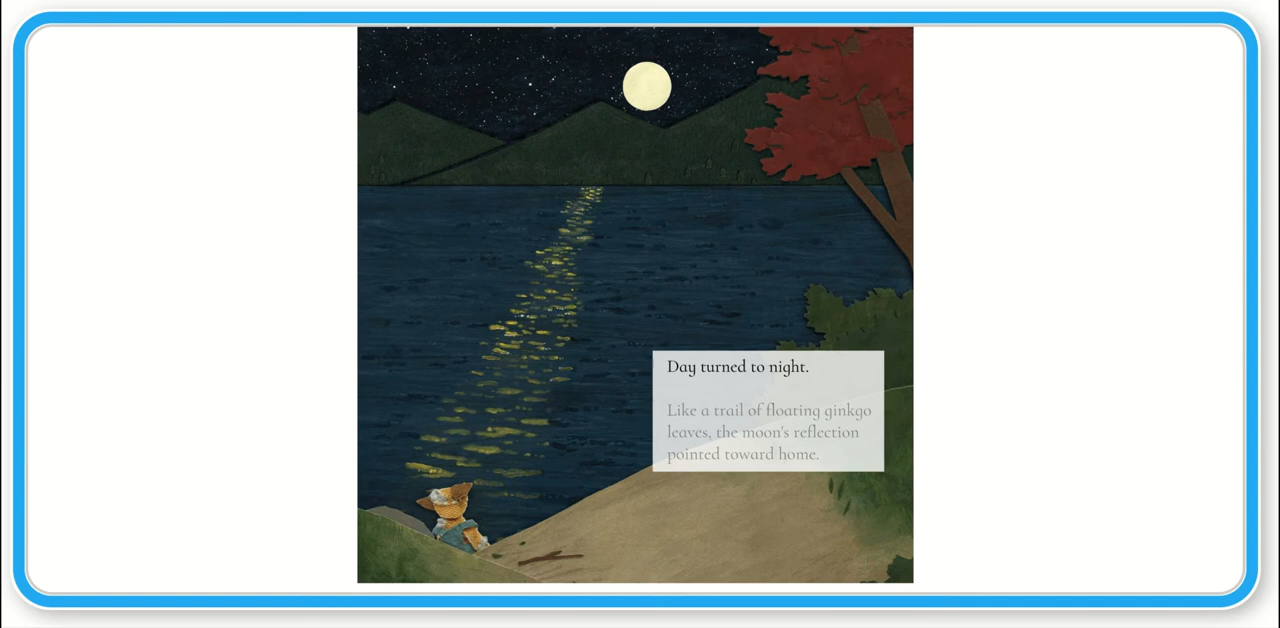 Day turned to night.
Like a trail of floating ginkgo
leaves, the moon's reflection
pointed toward home.